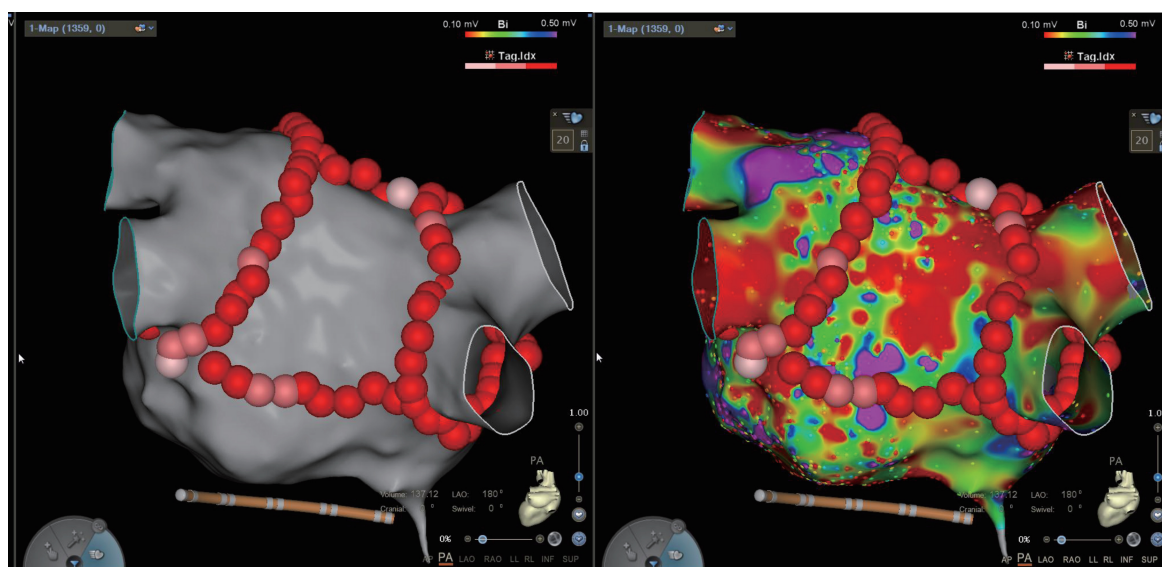 V
1-Map (1359, 0)
0.10 mV Bi 0.50 mV
Tag.Idx
20
1.00
PA
Volume: 137.12 LAO: 180°
Cranial: 0° Swivel: 0°
0%
AP PA LAO RAO LL RL INF SUP
1-Map (1359, 0)
0.10 mV Bi 0.50 mV
Tag.Idx
20
1.00
PA
Volume: 137.12 LAO: 180°
Cranial: Swivel: 0°
0%
AP PA LAO RAO LL RL INF SUP